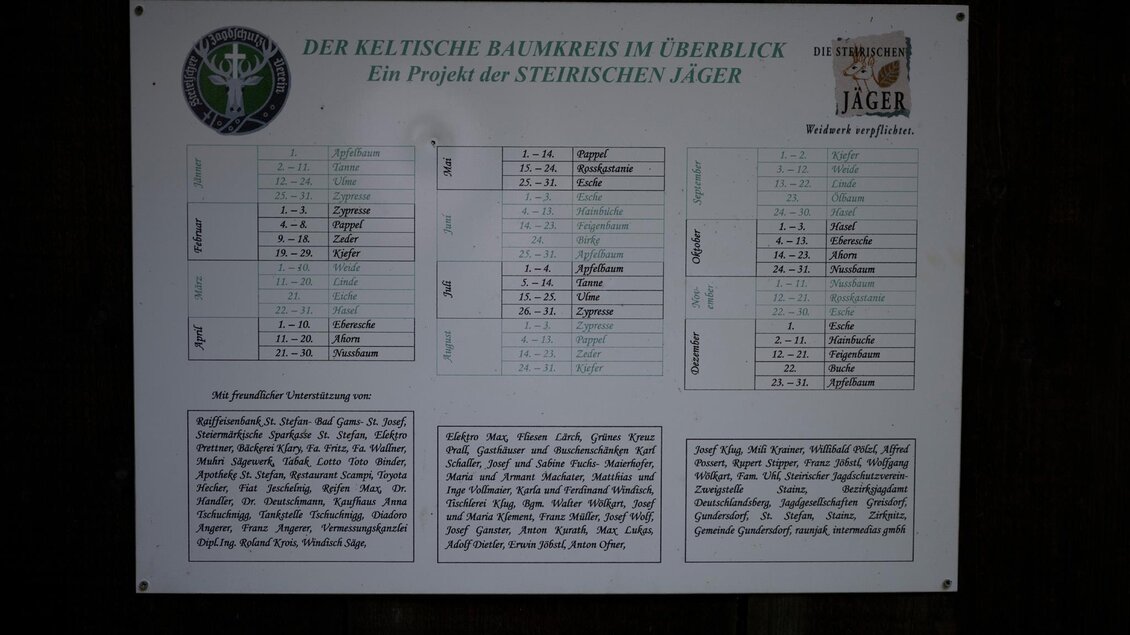 DER KELTISCHE BAUMKREIS IM ÜBERBLICK
Ein Projekt der STEIRISCHEN JÄGER
Steirischer Jagdschutz Verein
DIE STEIRISCHEN
JÄGER
Weidwerk verpflichtet.
Jänner
1. Apfelbaum
2. – 11. Tanne
12. – 24. Ulme
25. – 31. Zypresse
Februar
1. – 3. Zypresse
4. – 8. Pappel
9. – 18. Zeder
19. – 29. Kiefer
März
1. – 10. Weide
11. – 20. Linde
21. Eiche
22. – 31. Hasel
April
1. – 10. Eberesche
11. – 20. Ahorn
21. – 30. Nussbaum
Mai
1. – 14. Pappel
15. – 24. Rosskastanie
25. – 31. Esche
Juni
1. – 3. Esche
4. – 13. Hainbuche
14. – 23. Feigenbaum
24. Birke
25. – 31. Apfelbaum
Juli
1. – 4. Apfelbaum
5. – 14. Tanne
15. – 25. Ulme
26. – 31. Zypresse
August
1. – 3. Zypresse
4. – 13. Pappel
14. – 23. Zeder
24. – 31. Kiefer
September
1. – 2. Kiefer
3. – 12. Weide
13. – 22. Linde
23. Ölbaum
24. – 30. Hasel
Oktober
1. – 3. Hasel
4. – 13. Eberesche
14. – 23. Ahorn
24. – 31. Nussbaum
Nov-
ember
1. – 11. Nussbaum
12. – 21. Rosskastanie
22. – 30. Esche
Dezember
1. Esche
2. – 11. Hainbuche
12. – 21. Feigenbaum
22. Buche
23. – 31. Apfelbaum
Mit freundlicher Unterstützung von:
Raiffeisenbank St. Stefan- Bad Gams- St. Josef,
Steiermärkische Sparkasse St. Stefan, Elektro
Prettner, Bäckerei Klary, Fa. Fritz, Fa. Wallner,
Muhri Sägewerk, Tabak Lotto Toto Binder,
Apotheke St. Stefan, Restaurant Scampi, Toyota
Hecher, Fiat Jeschelnig, Reifen Max, Dr.
Handler, Dr. Deutschmann, Kaufhaus Anna
Tschuchnigg, Tankstelle Tschuchnigg, Diadoro
Angerer, Franz Angerer, Vermessungskanzlei
Dipl.Ing. Roland Krois, Windisch Säge,
Elektro Max, Fliesen Lärch, Grünes Kreuz
Prall, Gasthäuser und Buschenschänken Karl
Schaller, Josef und Sabine Fuchs- Maierhofer,
Maria und Armant Machater, Matthias und
Inge Vollmaier, Karla und Ferdinand Windisch,
Tischlerei Klug, Bgm. Walter Wölkart, Josef
und Maria Klement, Franz Müller, Josef Wolf,
Josef Ganster, Anton Kurath, Max Lukas,
Adolf Dietler, Erwin Jöbstl, Anton Ofner,
Josef Klug, Mili Krainer, Willibald Pölzl, Alfred
Possert, Rupert Stipper, Franz Jöbstl, Wolfgang
Wölkart, Fam. Uhl, Steirischer Jagdschutzverein-
Zweigstelle Stainz, Bezirksjagdamt
Deutschlandsberg, Jagdgesellschaften Greisdorf,
Gundersdorf, St. Stefan, Stainz, Zirknitz,
Gemeinde Gundersdorf, raunjak intermedias gmbh